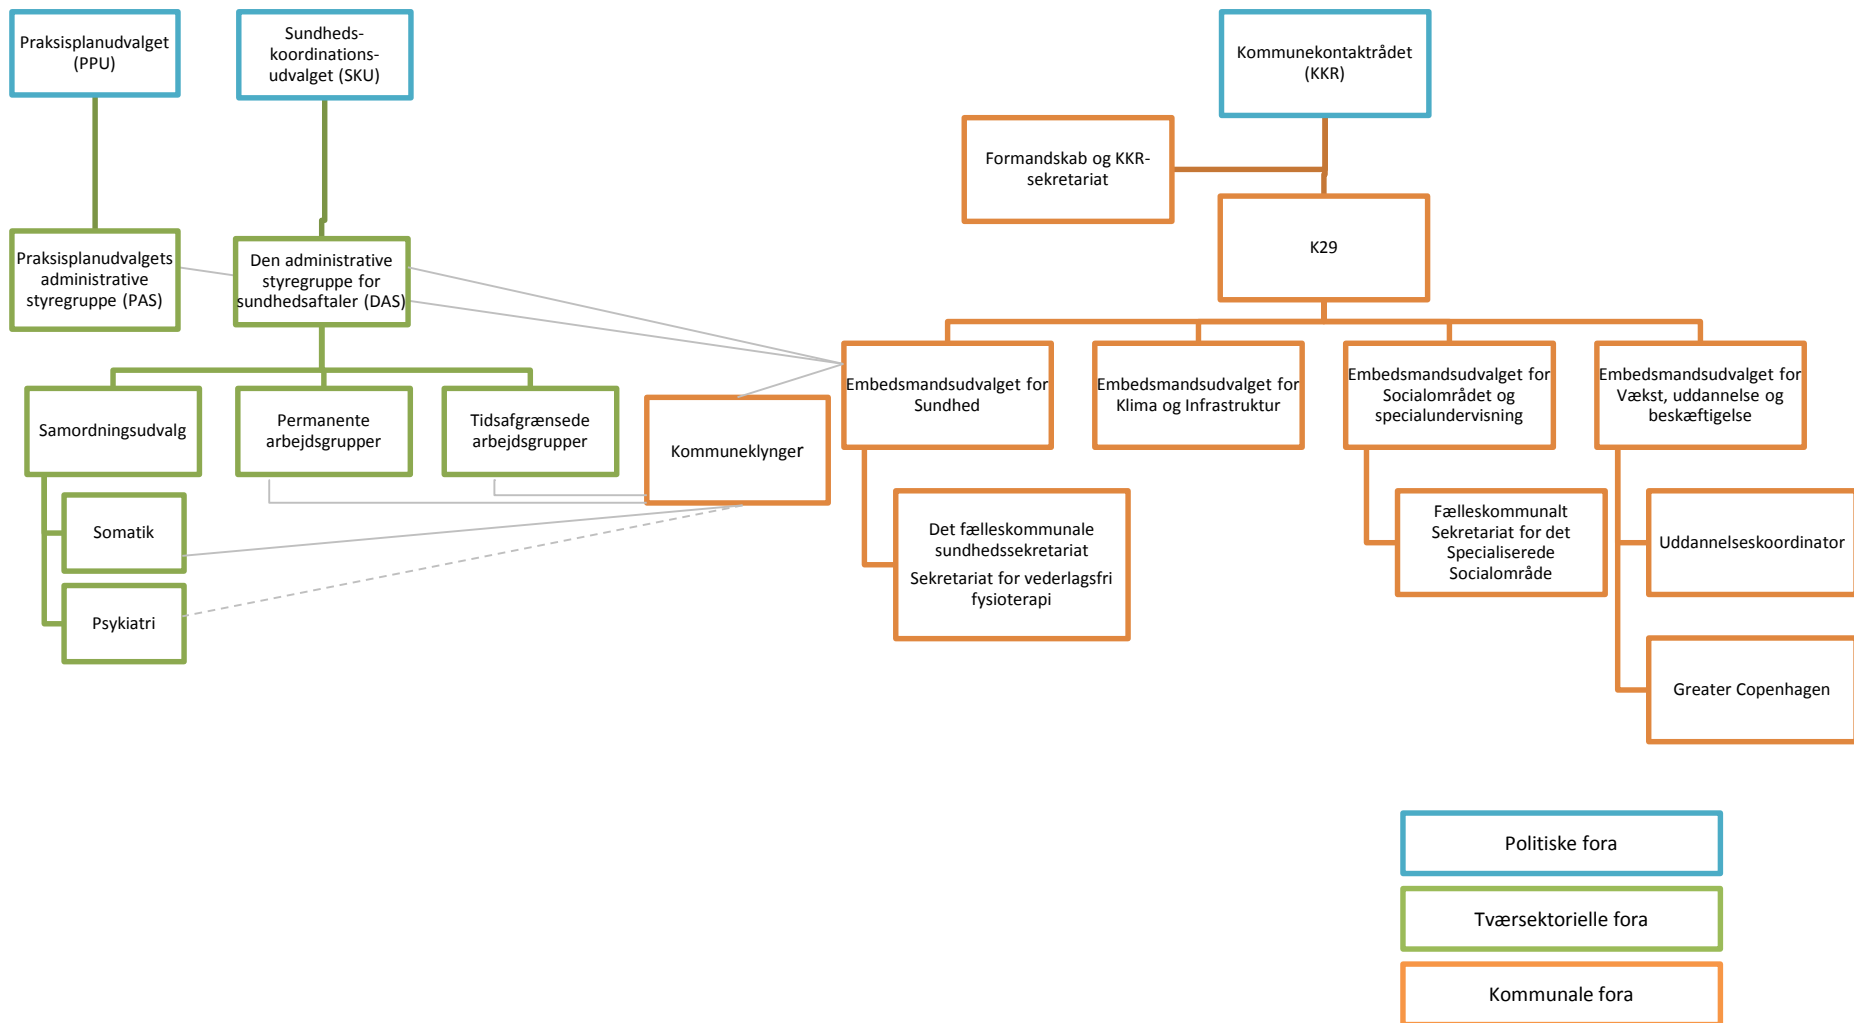 Praksisplanudvalget
(PPU)
Sundheds-
koordinations-
udvalget (SKU)
Kommunekontaktrådet
(KKR)
Formandskab og KKR-
sekretariat
K29
Praksisplanudvalgets
administrative
styregruppe (PAS)
Den administrative
styregruppe for
sundhedsaftaler (DAS)
Embedsmandsudvalget for
Sundhed
Embedsmandsudvalget for
Klima og Infrastruktur
Embedsmandsudvalget for
Socialområdet og
specialundervisning
Embedsmandsudvalget for
Vækst, uddannelse og
beskæftigelse
Samordningsudvalg
Permanente
arbejdsgrupper
Tidsafgrænsede
arbejdsgrupper
Kommuneklynger
Somatik
Psykiatri
Det fælleskommunale
sundhedssekretariat
Sekretariat for vederlagsfri
fysioterapi
Fælleskommunalt
Sekretariat for det
Specialiserede
Socialområde
Uddannelseskoordinator
Greater Copenhagen
Politiske fora
Tværsektorielle fora
Kommunale fora